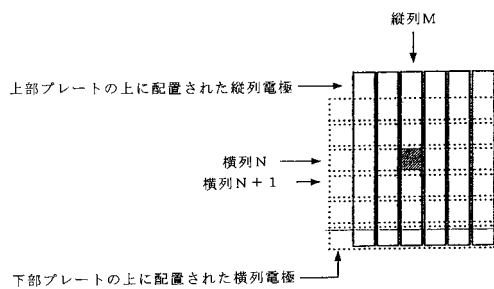 縦列M
上部プレートの上に配置された縦列電極
横列N
横列N+1
下部プレートの上に配置された横列電極